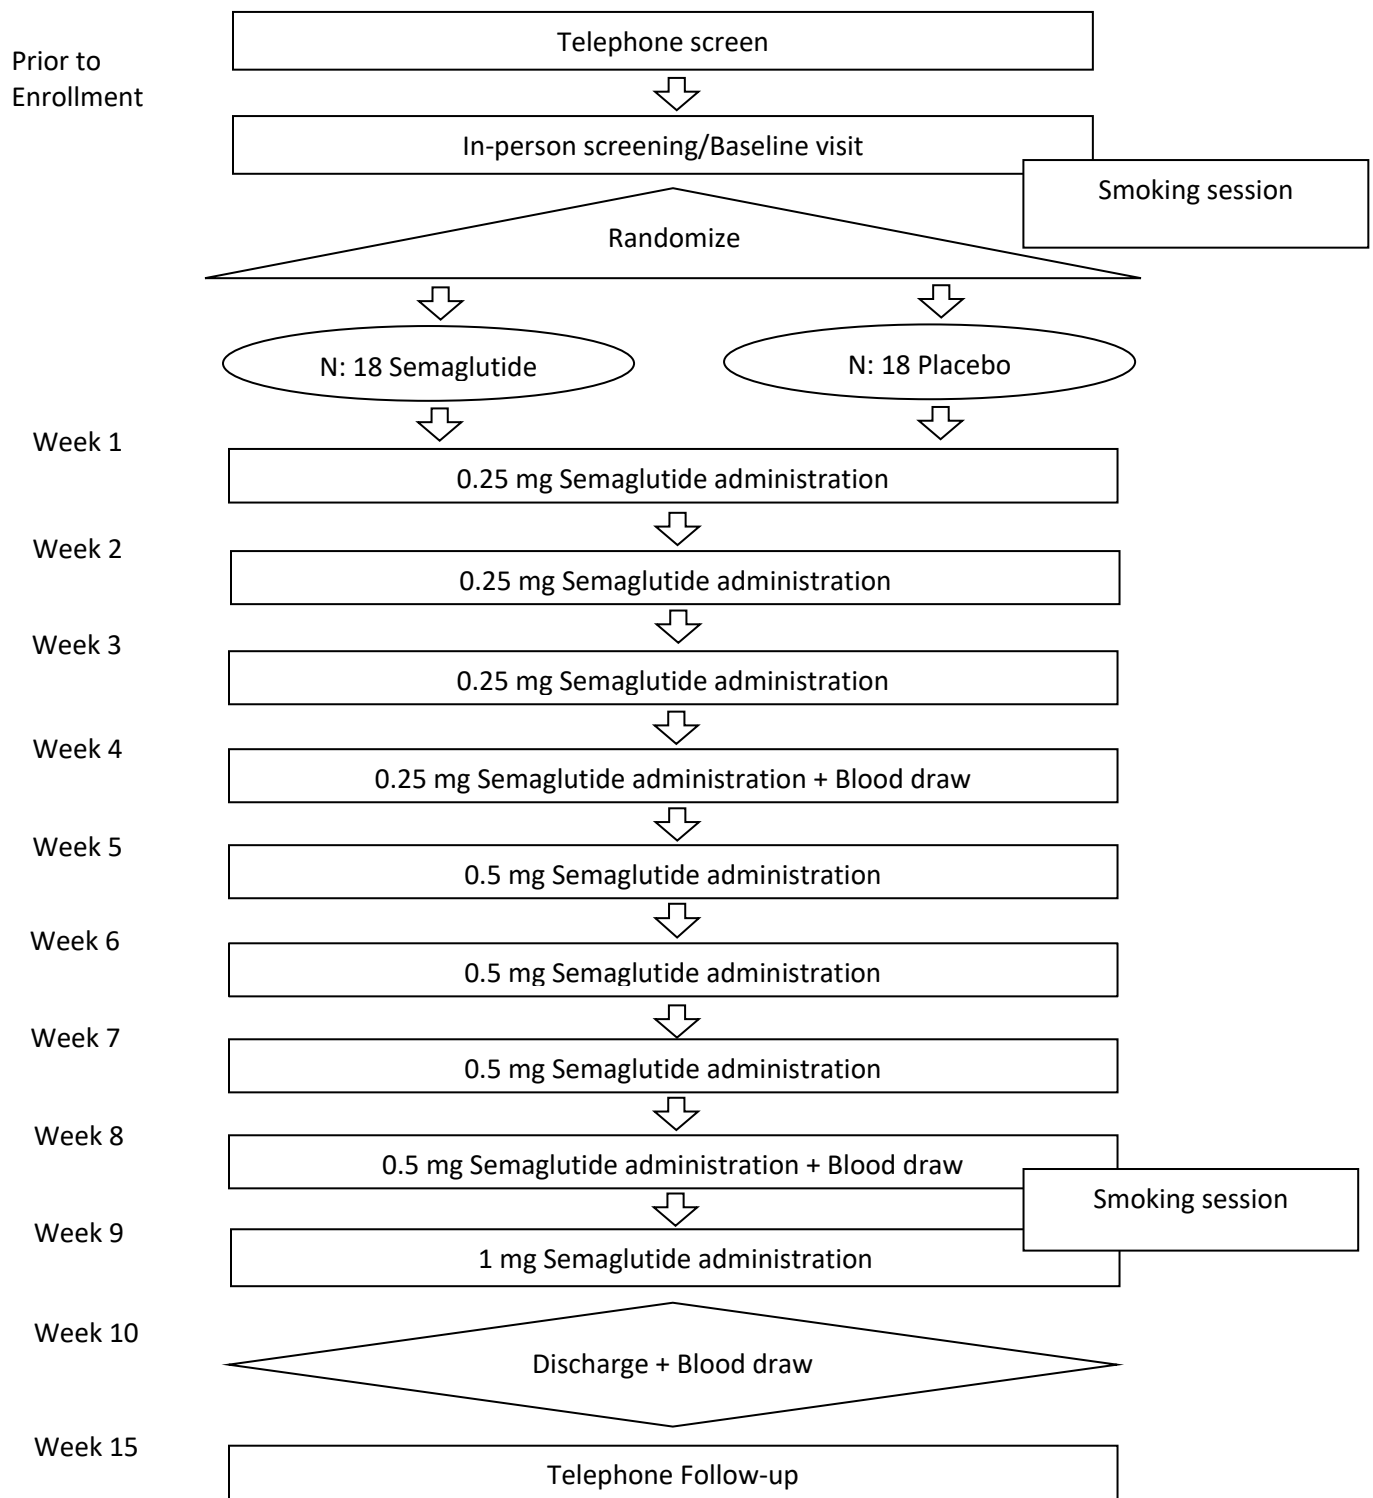 Telephone screen
Prior to
Enrollment
In-person screening/Baseline visit
Smoking session
Randomize
N: 18 Semaglutide
N: 18 Placebo
Week 1
0.25 mg Semaglutide administration
Week 2
0.25 mg Semaglutide administration
Week 3
0.25 mg Semaglutide administration
Week 4
0.25 mg Semaglutide administration + Blood draw
Week 5
0.5 mg Semaglutide administration
Week 6
0.5 mg Semaglutide administration
Week 7
0.5 mg Semaglutide administration
Week 8
0.5 mg Semaglutide administration + Blood draw
Smoking session
Week 9
1 mg Semaglutide administration
Week 10
Discharge + Blood draw
Week 15
Telephone Follow-up